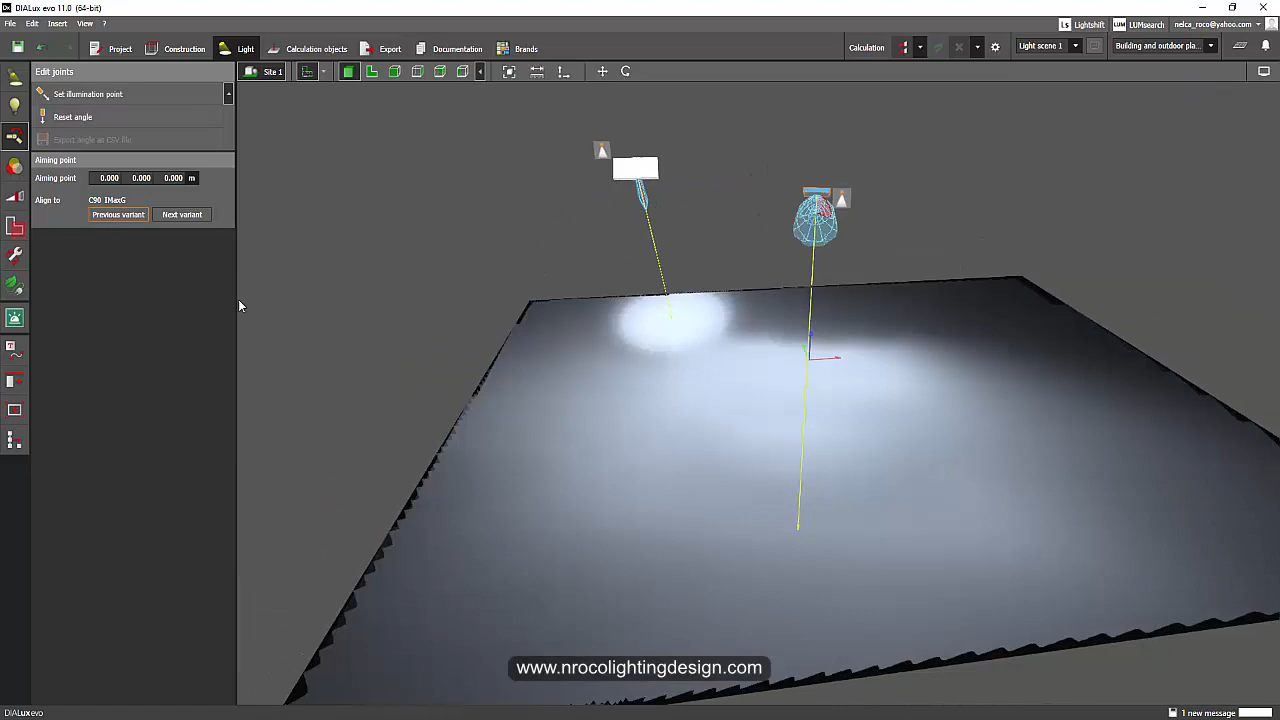 DIALux evo 11.0 (64-bit)
File Edit Insert View ?
Ls Lightshift LUM LUMsearch nelca_roco@yahoo.com
Project Construction Light Calculation objects Export Documentation Brands Calculation Light scene 1 Building and outdoor pla...
Edit joints Site 1
Set illumination point
Reset angle
Export angle as CSV file
Aiming point
Aiming point 0.000 0.000 0.000 m
Align to C90 IMaxG
Previous variant Next variant
www.nrocolightingdesign.com
DIALuxevo 1 new message